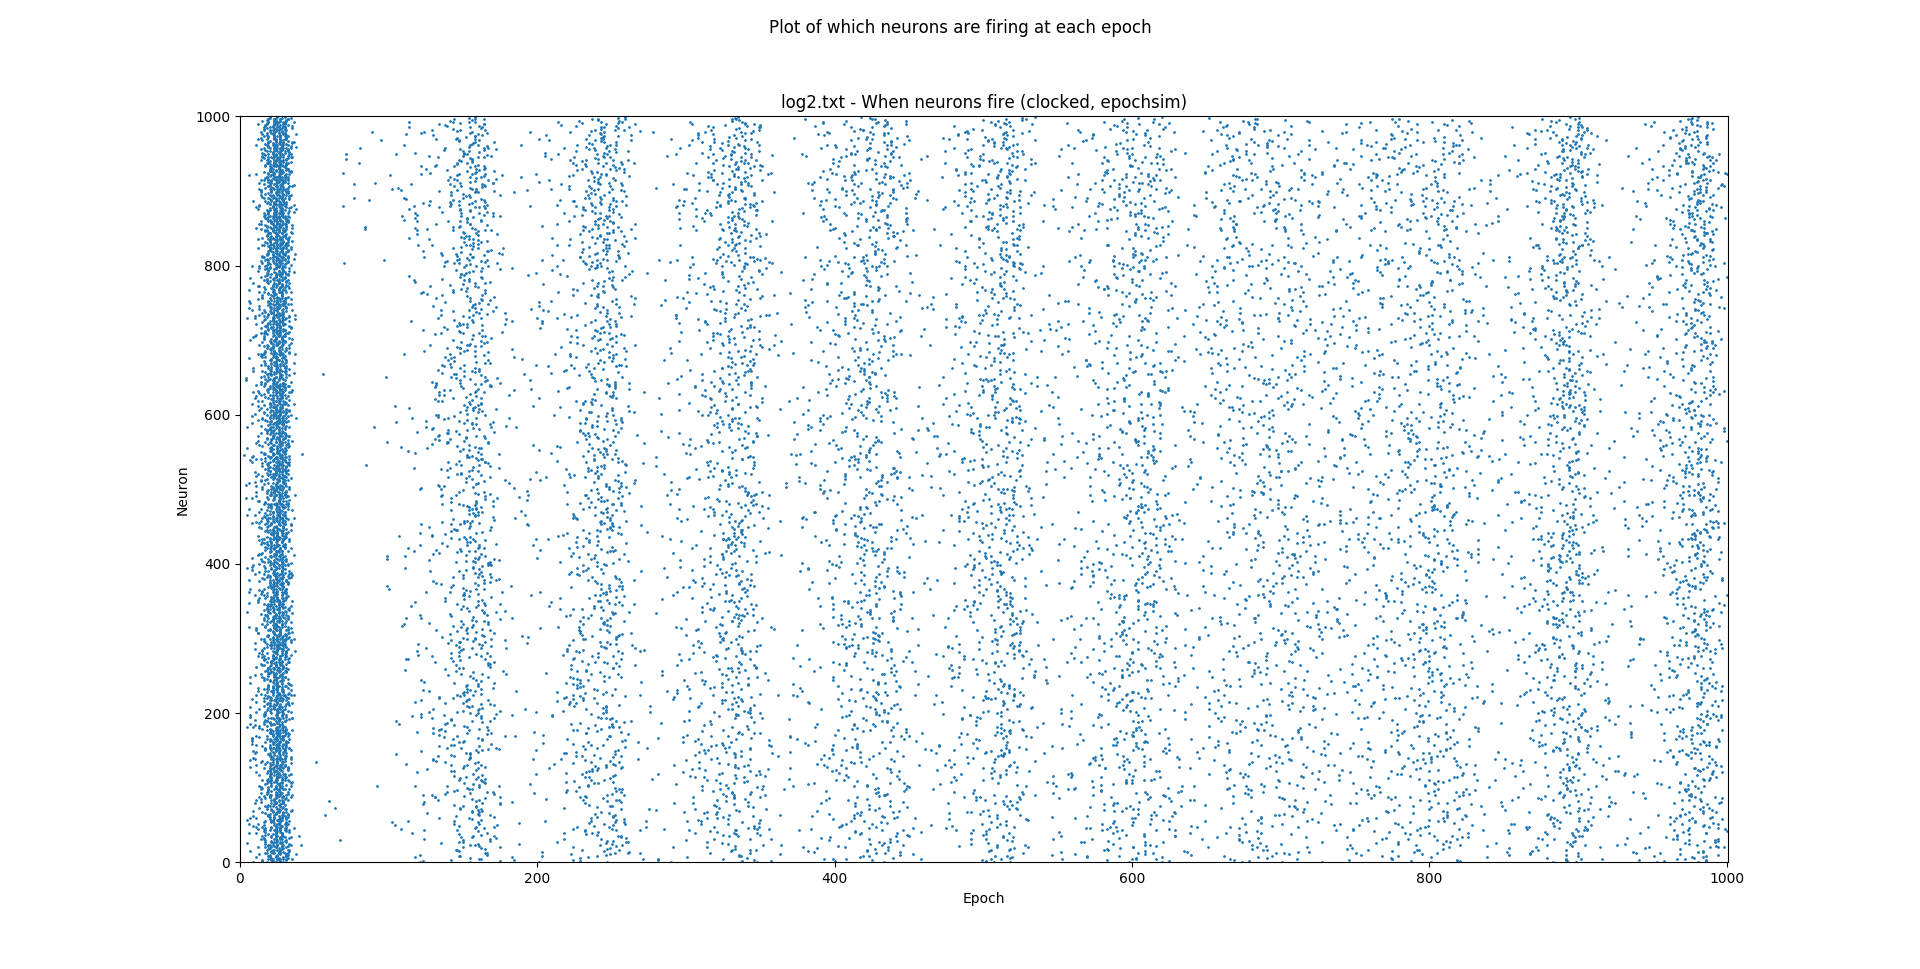 Plot of which neurons are firing at each epoch
log2.txt - When neurons fire (clocked, epochsim)
1000
800
600
400
200
0
Neuron
0 200 400 600 800 1000
Epoch